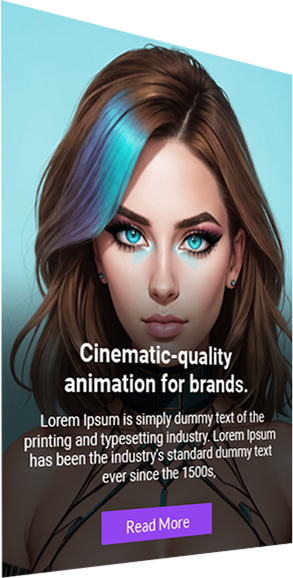 Cinematic-quality
animation for brands.
Lorem Ipsum is simply dummy text of the
printing and typesetting industry. Lorem Ipsum
has been the industry's standard dummy text
ever since the 1500s,
Read More